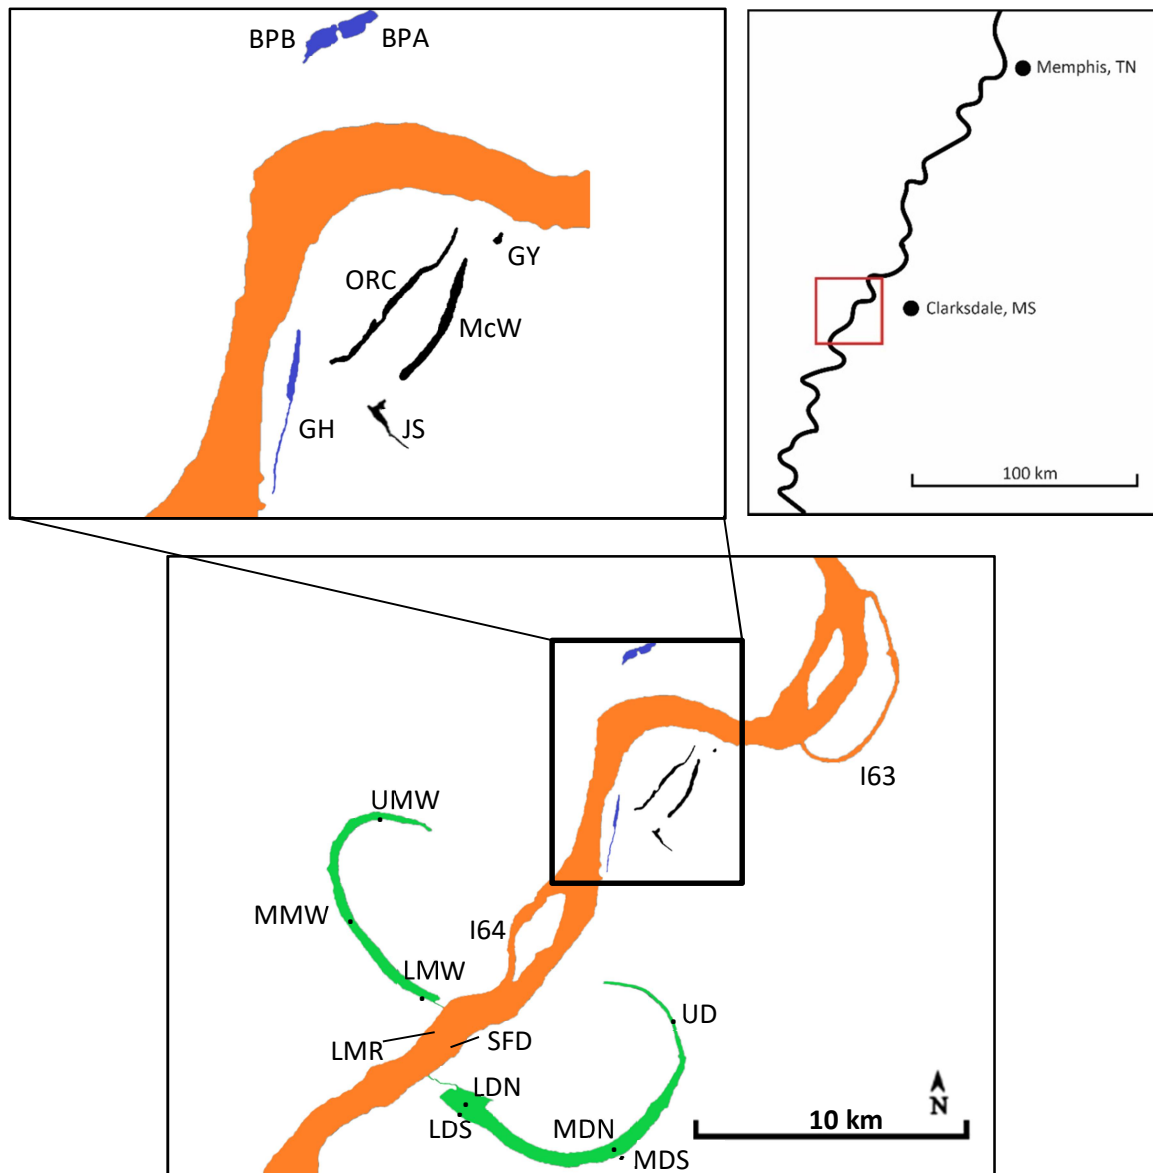 BPB
BPA
ORC
GY
McW
GH
JS
Memphis, TN
Clarksdale, MS
100 km
I63
UMW
MMW
I64
LMW
UD
LMR
SFD
LDN
LDS
MDN
MDS
N
10 km